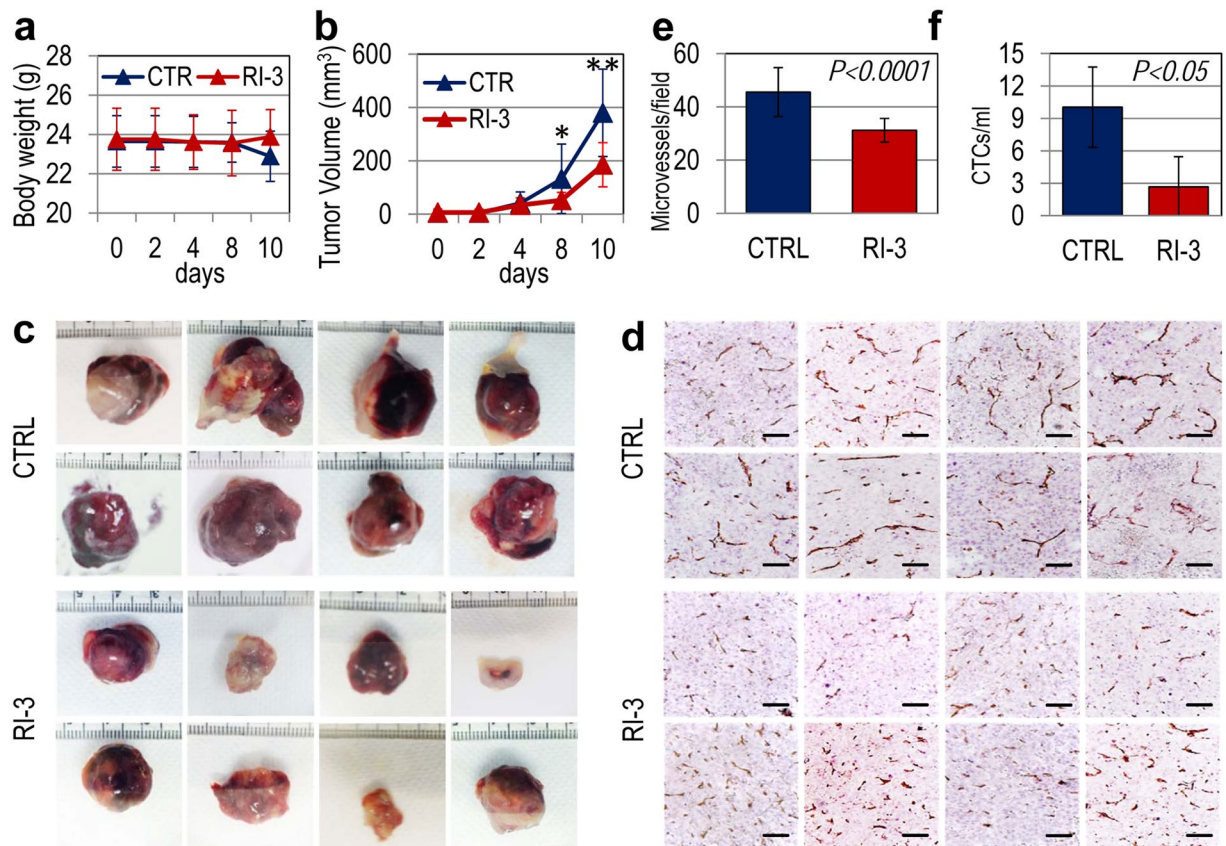 a
Body weight (g)
28
26
24
22
20
CTR
RI-3
0 2 4 8 10
days
b
Tumor Volume (mm³)
600
400
200
0
CTR
RI-3
*
**
0 2 4 8 10
days
e
Microvessels/field
60
40
20
0
P<0.0001
CTRL RI-3
f
CTCs/ml
15
12
9
6
3
0
P<0.05
CTRL RI-3
c
CTRL
RI-3
d
CTRL
RI-3